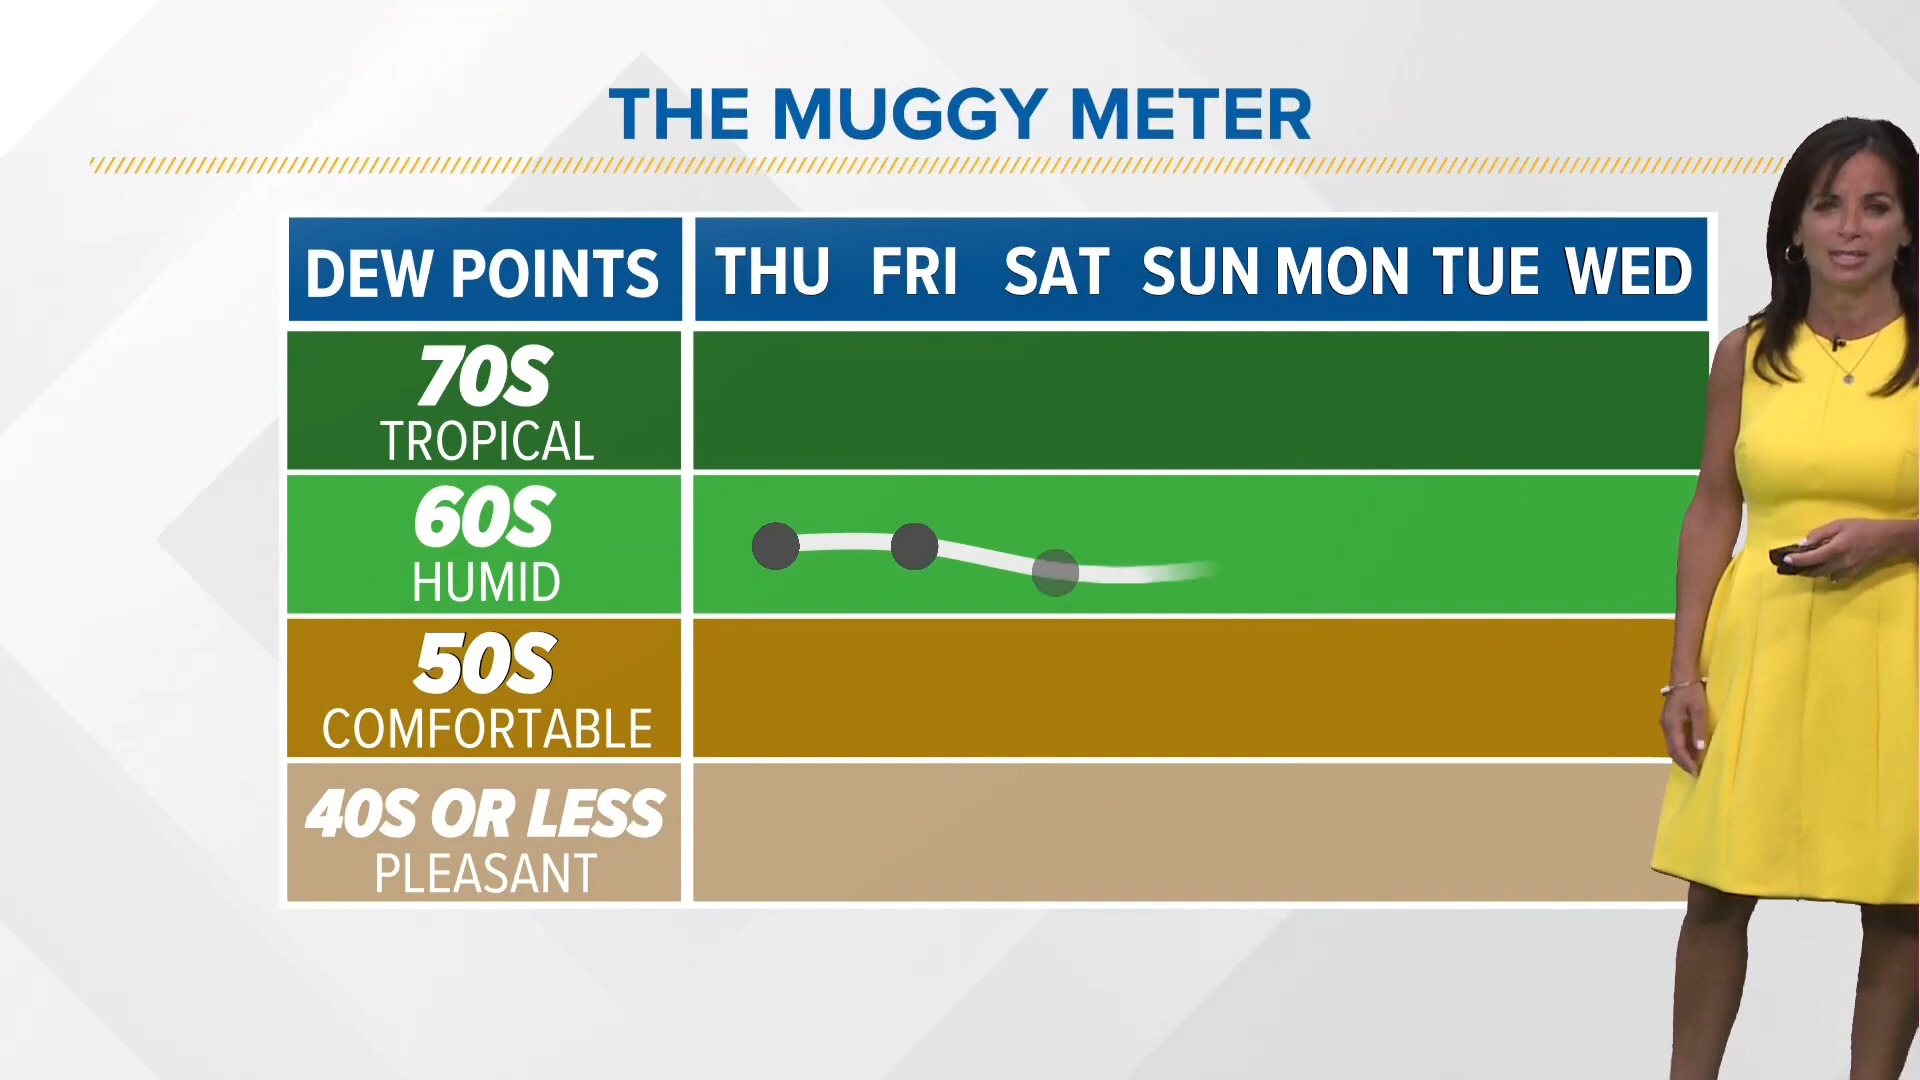 THE MUGGY METER
DEW POINTS THU FRI SAT SUN MON TUE WED
70S
TROPICAL
60S
HUMID
50S
COMFORTABLE
40S OR LESS
PLEASANT